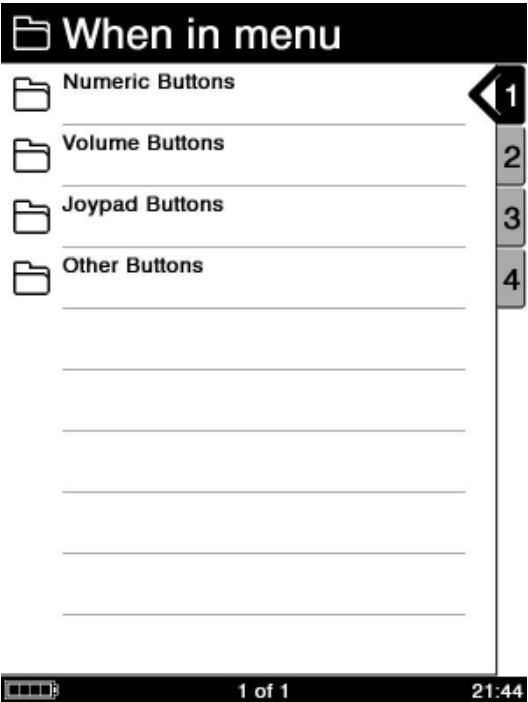 When in menu
Numeric Buttons
1
Volume Buttons
2
Joypad Buttons
3
Other Buttons
4
1 of 1
21:44